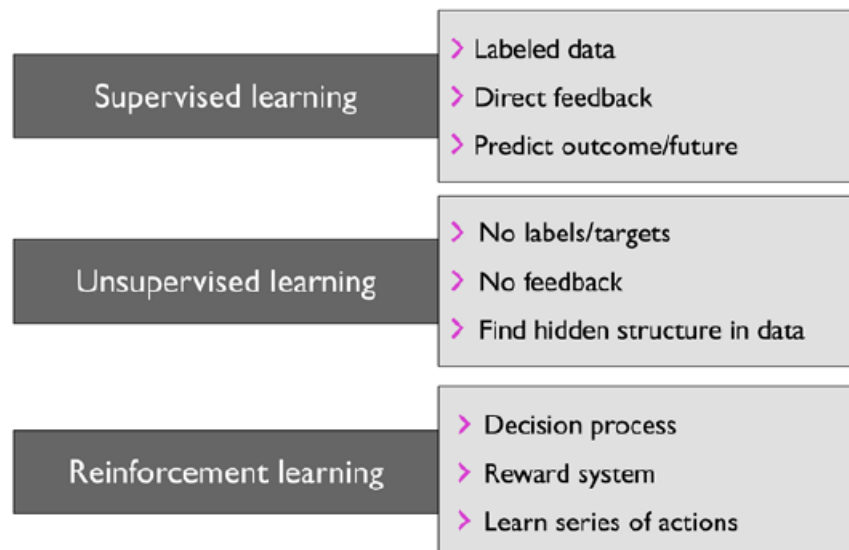 Supervised learning
Labeled data
Direct feedback
Predict outcome/future
Unsupervised learning
No labels/targets
No feedback
Find hidden structure in data
Reinforcement learning
Decision process
Reward system
Learn series of actions